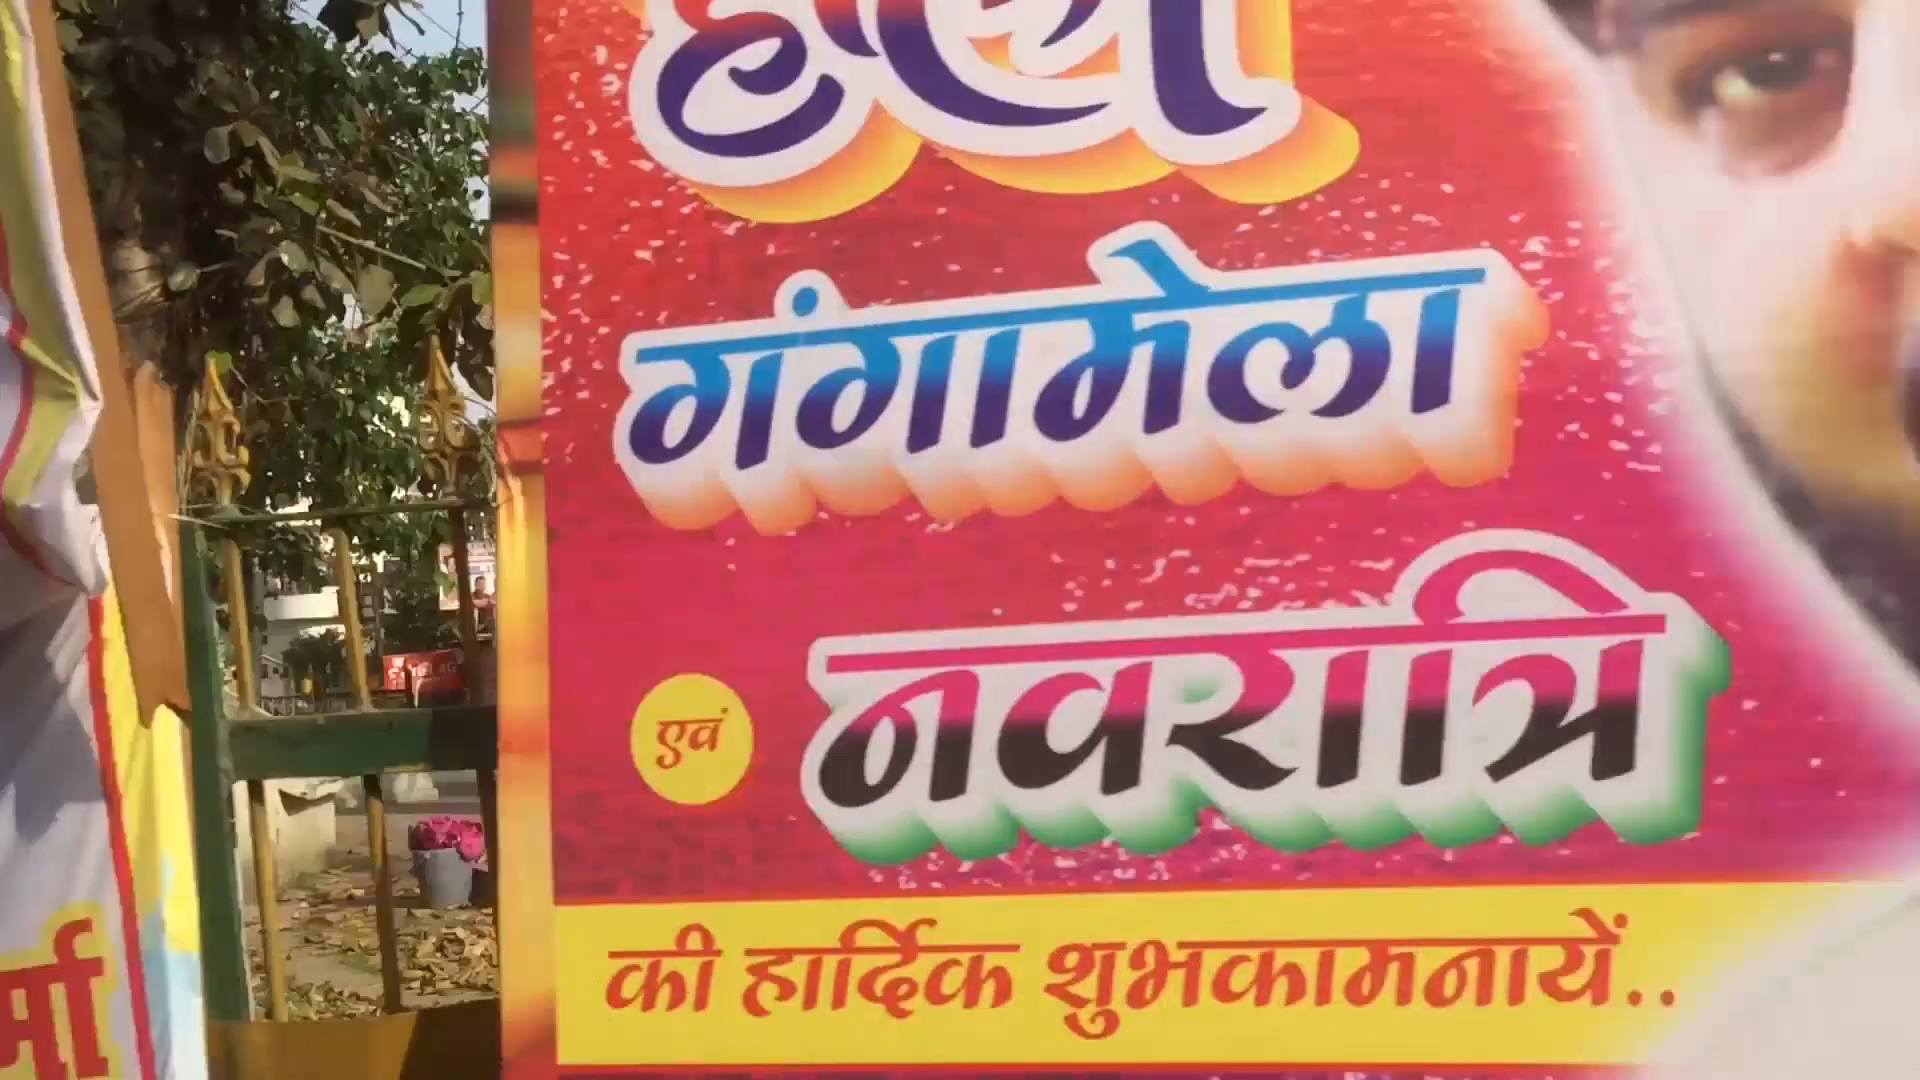 गंगामेला
एवं नवरात्रि
की हार्दिक शुभकामनायें..